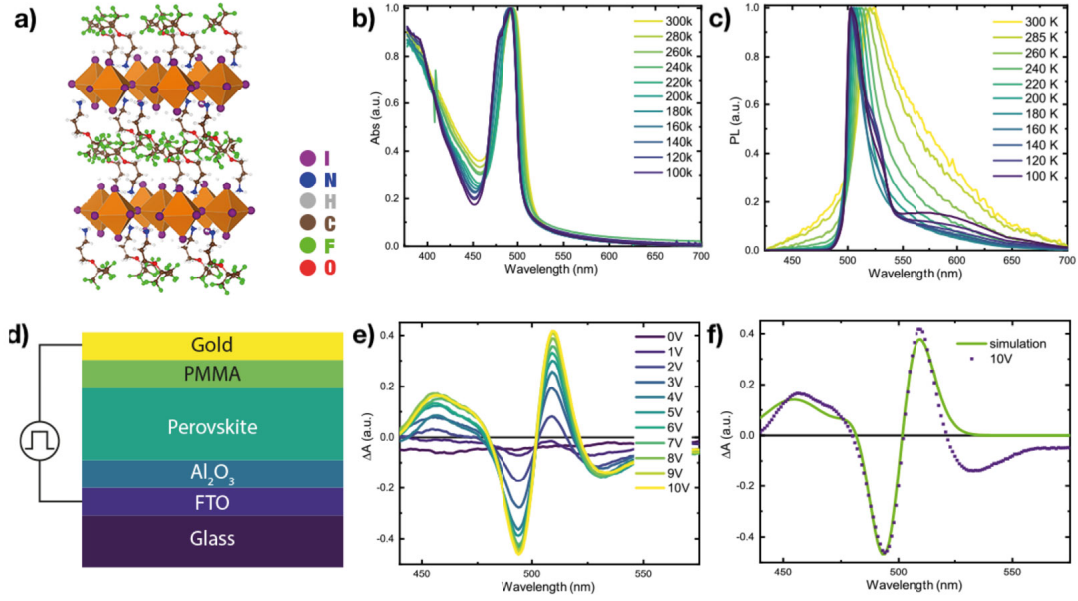 a)
I
N
H
C
F
O
b)
Abs (a.u.)
1.0
0.8
0.6
0.4
0.2
0.0
400
450
500
550
600
650
700
Wavelength (nm)
300k
280k
260k
240k
220k
200k
180k
160k
140k
120k
100k
c)
PL (a.u.)
1.0
0.8
0.6
0.4
0.2
0.0
450
500
550
600
650
700
Wavelength (nm)
300 K
285 K
260 K
240 K
220 K
200 K
180 K
160 K
140 K
120 K
100 K
d)
Gold
PMMA
Perovskite
Al2O3
FTO
Glass
e)
ΔA (a.u.)
0.4
0.2
0.0
-0.2
-0.4
450
500
550
Wavelength (nm)
0V
1V
2V
3V
4V
5V
6V
7V
8V
9V
10V
f)
ΔA (a.u.)
0.4
0.2
0.0
-0.2
-0.4
450
500
550
Wavelength (nm)
simulation
10V